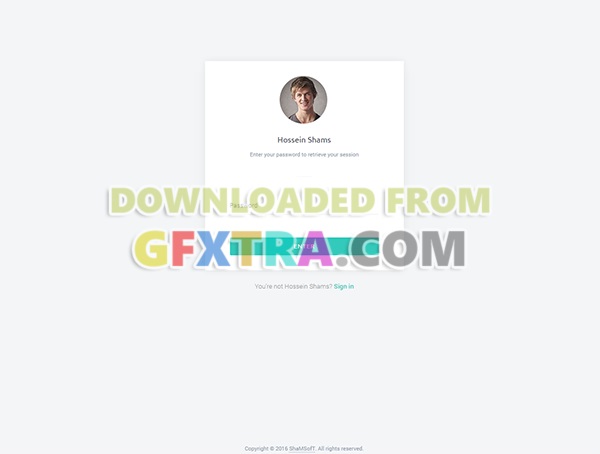 Hossein Shams
Enter your password to retrieve your session
DOWNLOADED FROM
Password
GFXTRA.COM
ENTER
You're not Hossein Shams? Sign in
Copyright © 2016 ShaMSofT. All rights reserved.